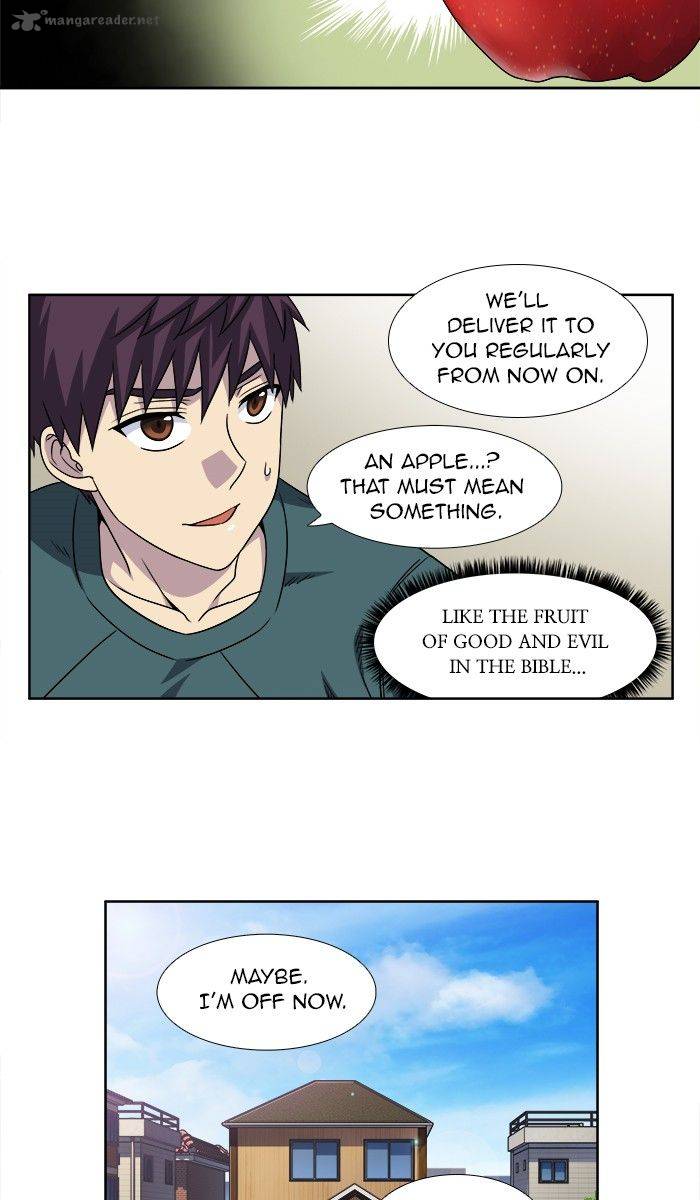 mangareader.net
WE'LL
DELIVER IT TO
YOU REGULARLY
FROM NOW ON.
AN APPLE...?
THAT MUST MEAN
SOMETHING.
LIKE THE FRUIT
OF GOOD AND EVIL
IN THE BIBLE...
MAYBE.
I'M OFF NOW.